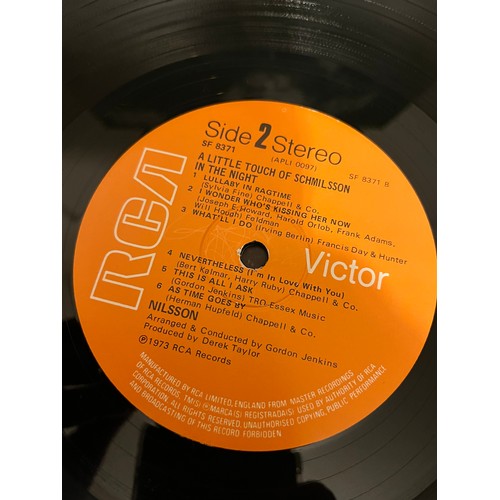 RCA
Side 2 Stereo
SF 8371
(APLI 0097)
SF 8371 B
A LITTLE TOUCH OF SCHMILSSON
IN THE NIGHT
1 LULLABY IN RAGTIME
(Sylvia Fine) Chappell & Co.
2 I WONDER WHO'S KISSING HER NOW
(Joseph E. Howard, Harold Orlob, Frank Adams,
Will Hough) Feldman
3 WHAT'LL I DO (Irving Berlin) Francis Day & Hunter
Victor
4 NEVERTHELESS (I'm In Love With You)
(Bert Kalmar, Harry Ruby) Chappell & Co.
5 THIS IS ALL I ASK
(Gordon Jenkins) TRO-Essex Music
6 AS TIME GOES BY
(Herman Hupfeld) Chappell & Co.
NILSSON
Arranged & Conducted by Gordon Jenkins
Produced by Derek Taylor
℗ 1973 RCA Records
MANUFACTURED BY RCA LIMITED, ENGLAND FROM MASTER RECORDINGS
OF RCA RECORDS. TM(S) ® MARCA(S) REGISTRADA(S) USED BY AUTHORITY OF RCA
CORPORATION. ALL RIGHTS RESERVED. UNAUTHORISED COPYING, PUBLIC PERFORMANCE
AND BROADCASTING OF THIS RECORD FORBIDDEN